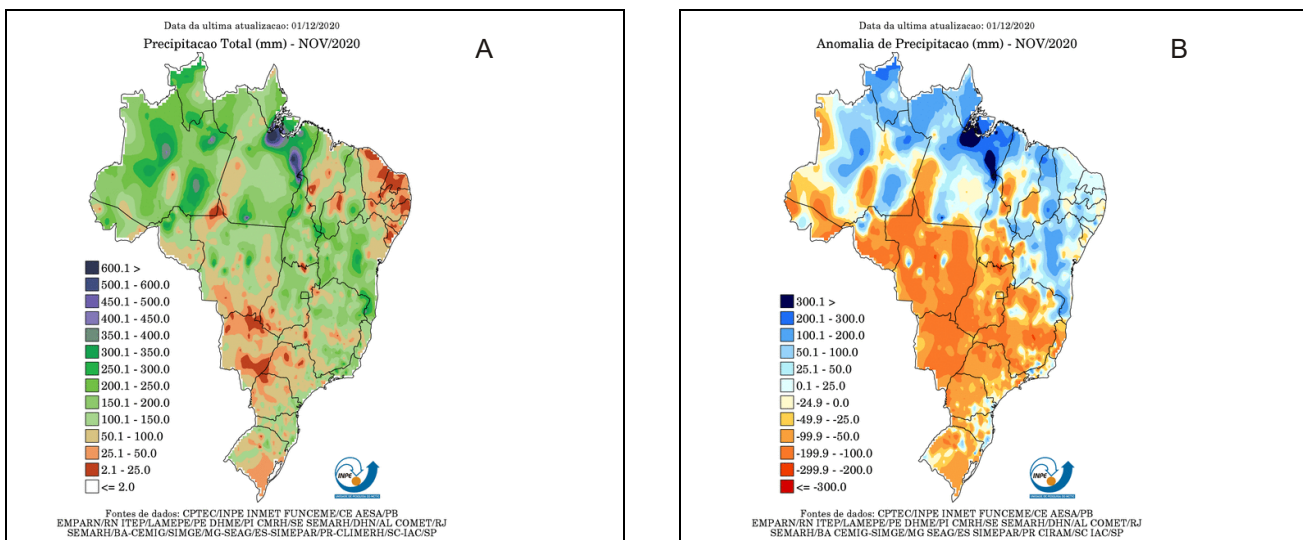 Data da ultima atualizacao: 01/12/2020
Precipitacao Total (mm) - NOV/2020
A
600.1 >
500.1 - 600.0
450.1 - 500.0
400.1 - 450.0
350.1 - 400.0
300.1 - 350.0
250.1 - 300.0
200.1 - 250.0
150.1 - 200.0
100.1 - 150.0
50.1 - 100.0
25.1 - 50.0
2.1 - 25.0
<= 2.0
INPE
Fontes de dados: CPTEC/INPE INMET FUNCEME/CE AESA/PB
EMPARN/RN ITEP/LAMEPE/PE DHME/PI CMRH/SE SEMARH/DHN/AL COMET/RJ
SEMARH/BA-CEMIG/SIMGE/MG-SEAG/ES-SIMEPAR/PR-CLIMERH/SC-IAC/SP
Data da ultima atualizacao: 01/12/2020
Anomalia de Precipitacao (mm) - NOV/2020
B
300.1 >
200.1 - 300.0
100.1 - 200.0
50.1 - 100.0
25.1 - 50.0
0.1 - 25.0
-24.9 - 0.0
-49.9 - -25.0
-99.9 - -50.0
-199.9 - -100.0
-299.9 - -200.0
<= -300.0
INPE
Fontes de dados: CPTEC/INPE INMET FUNCEME/CE AESA/PB
EMPARN/RN ITEP/LAMEPE/PE DHME/PI CMRH/SE SEMARH/DHN/AL COMET/RJ
SEMARH/BA CEMIG-SIMGE/MG SEAG/ES SIMEPAR/PR CIRAM/SC IAC/SP